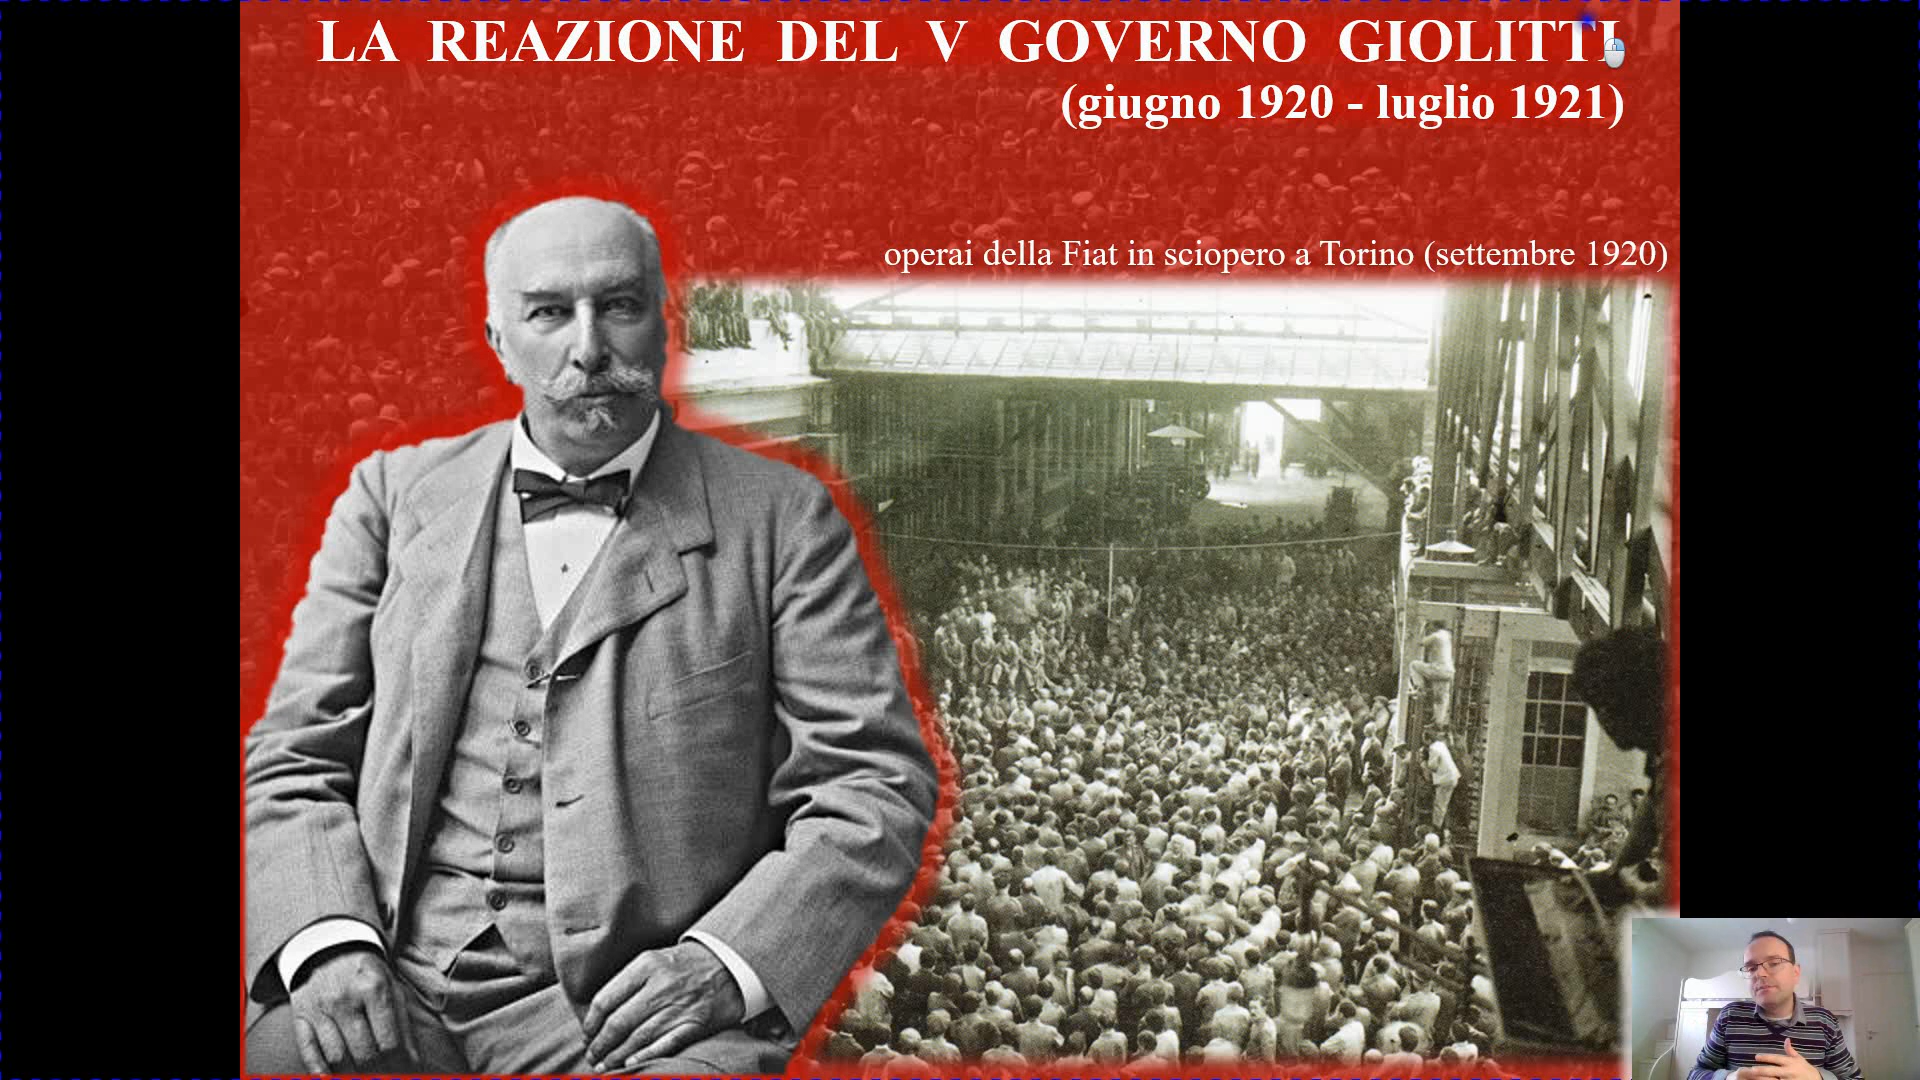 LA REAZIONE DEL V GOVERNO GIOLITTI
(giugno 1920 - luglio 1921)
operai della Fiat in sciopero a Torino (settembre 1920)